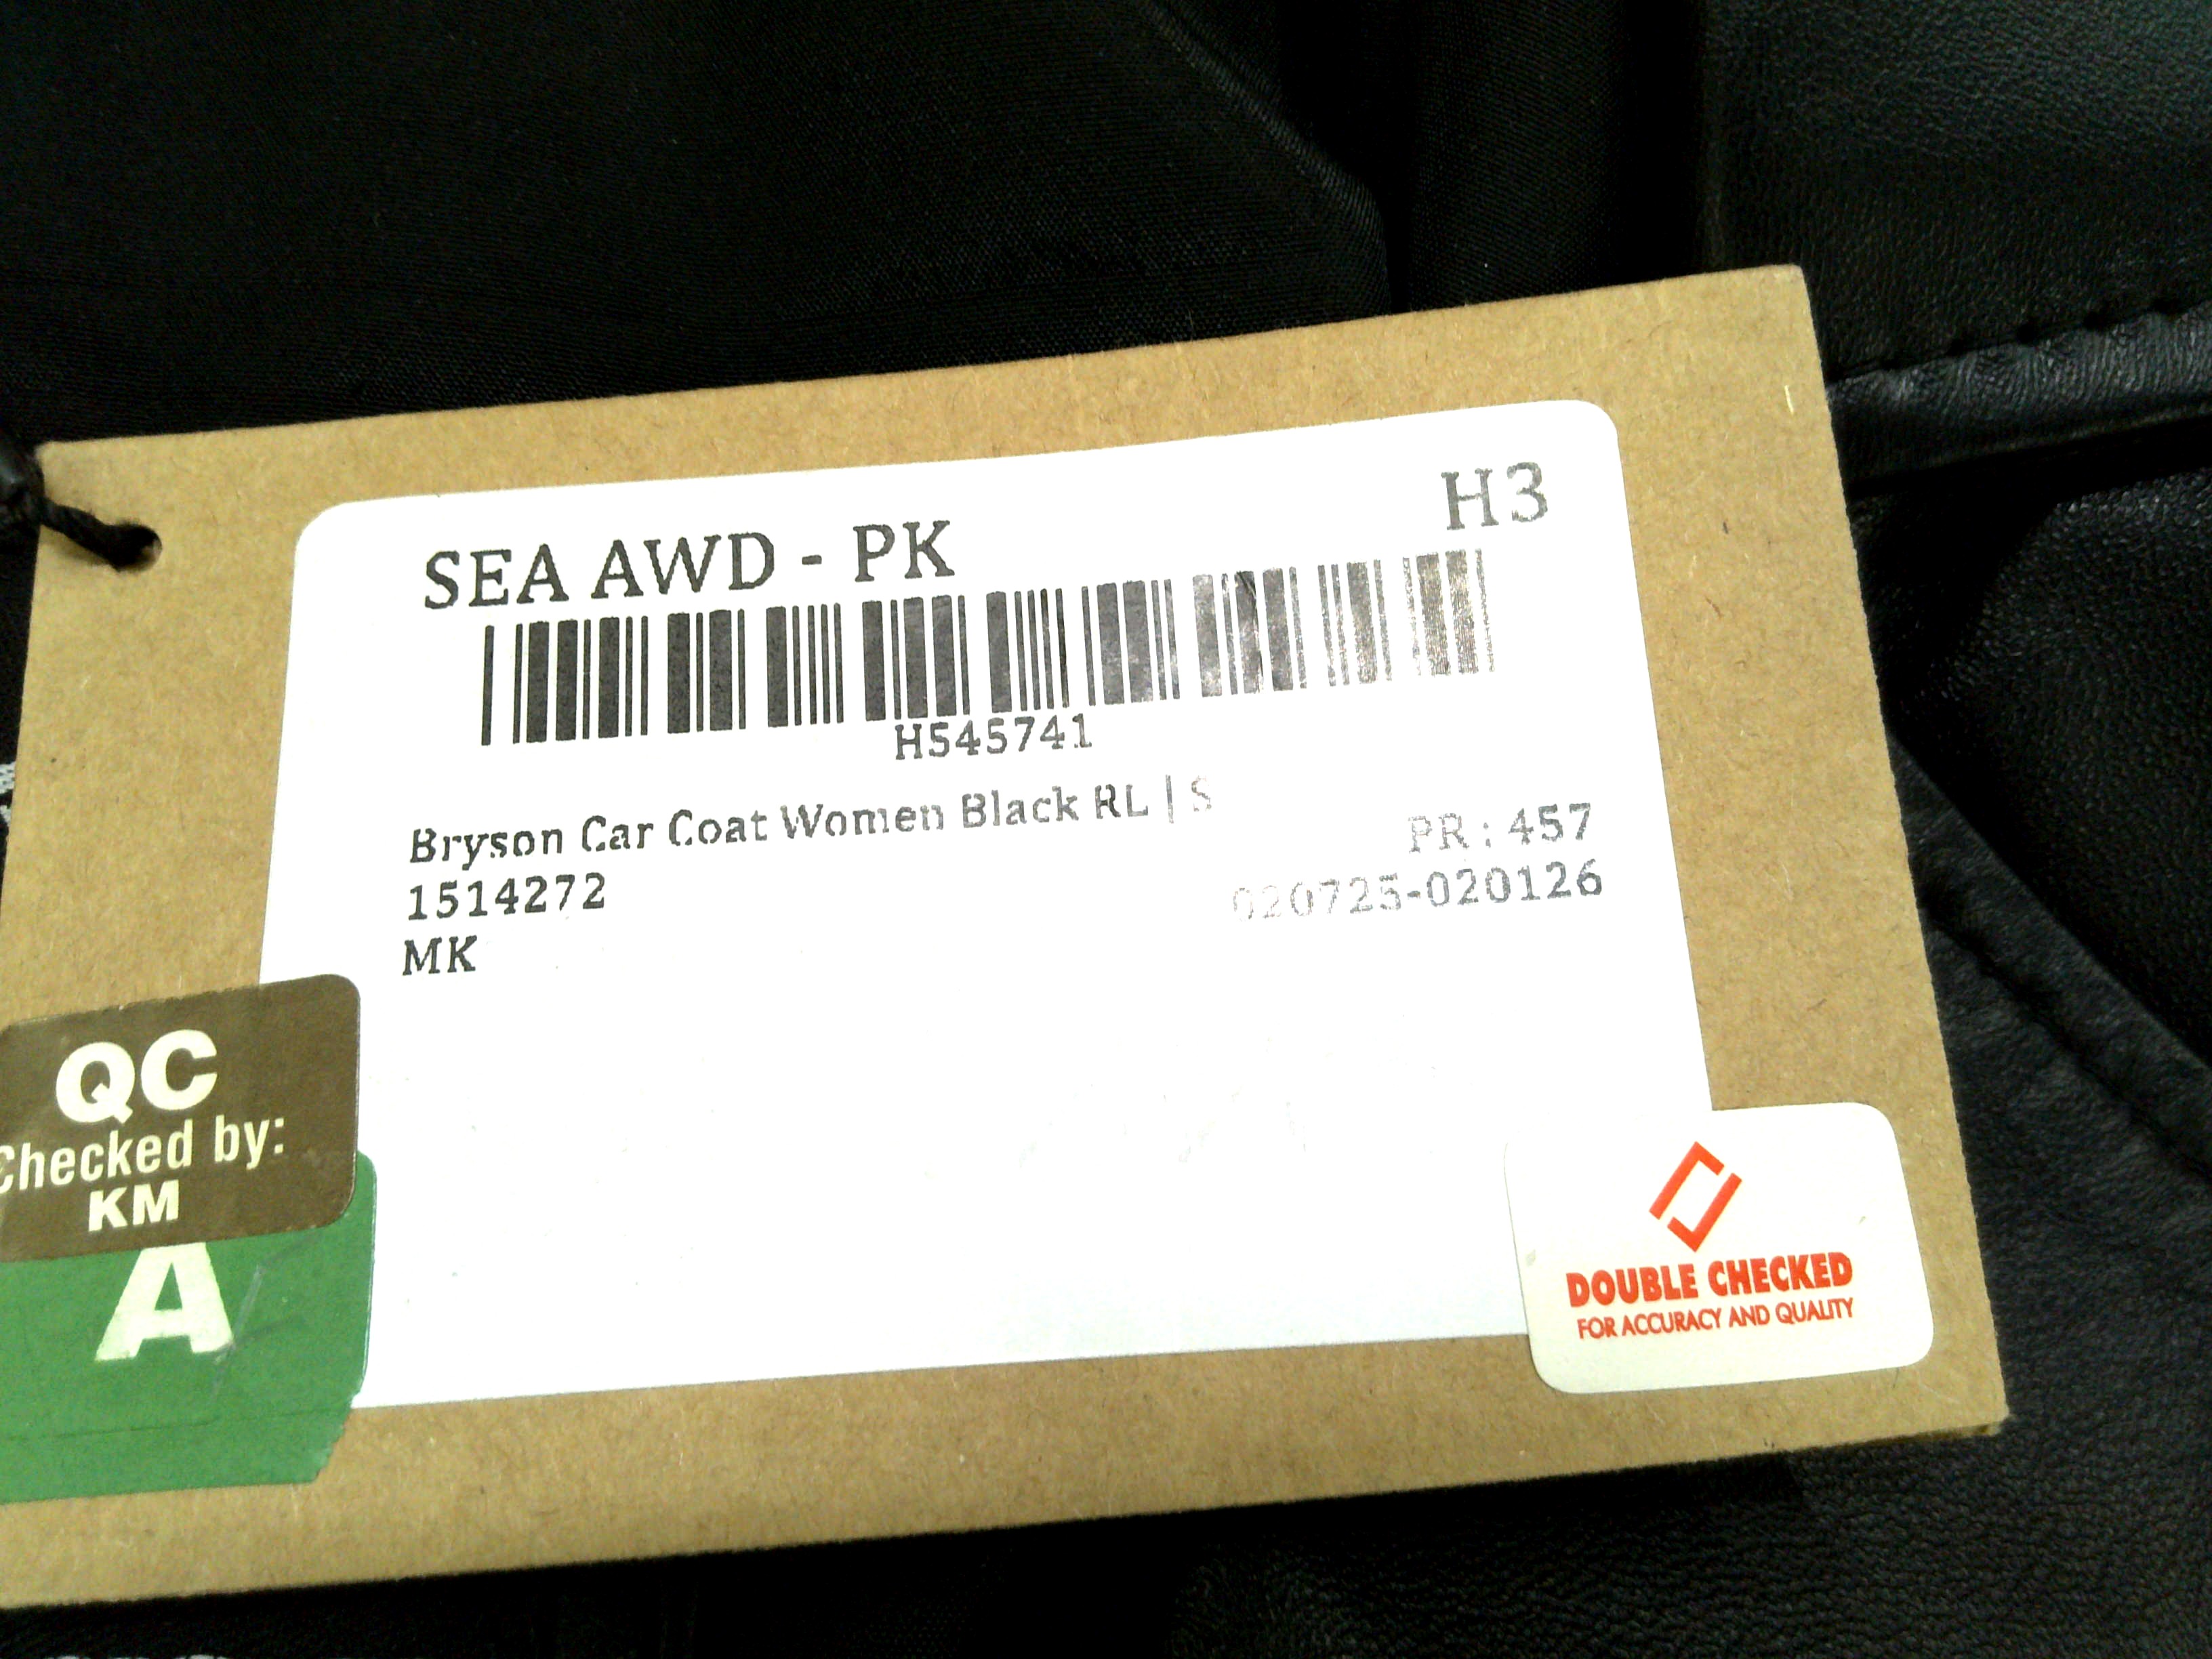 SEA AWD - PK
H3
H545741
Bryson Car Coat Women Black RL | S
PR : 457
1514272
020725-020126
MK
QC
Checked by:
KM
A
DOUBLE CHECKED
FOR ACCURACY AND QUALITY